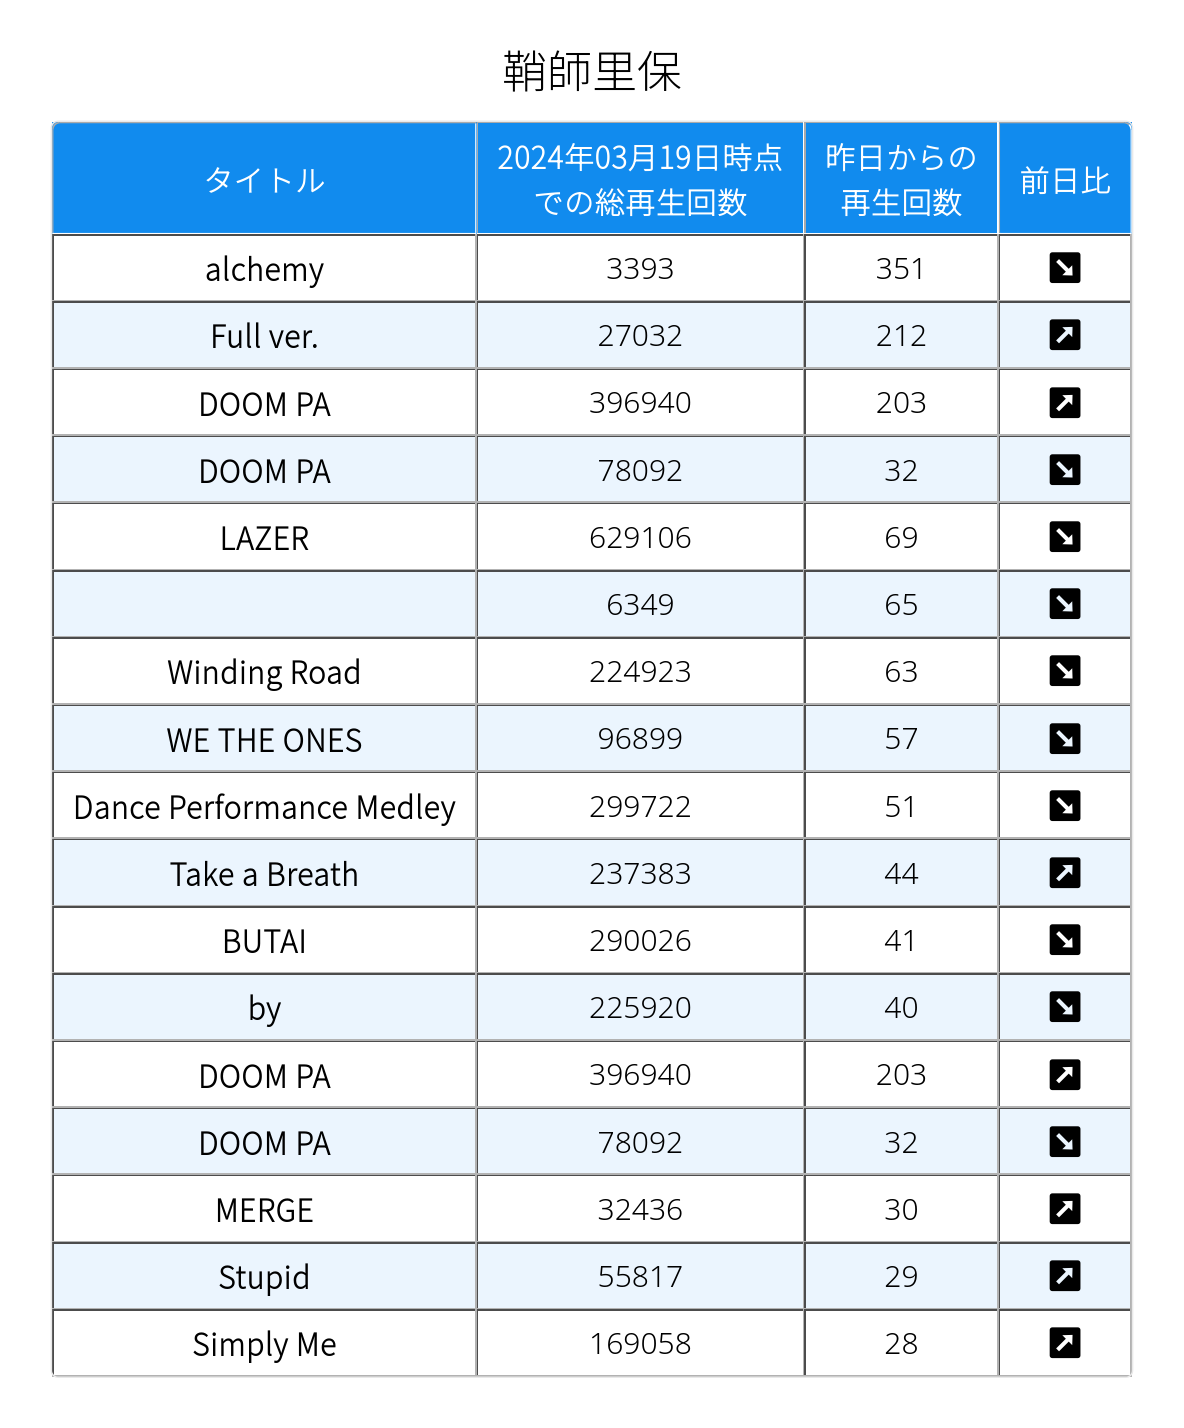 鞘師里保
タイトル 2024年03月19日時点での総再生回数 昨日からの再生回数 前日比
alchemy 3393 351 ↘
Full ver. 27032 212 ↗
DOOM PA 396940 203 ↗
DOOM PA 78092 32 ↘
LAZER 629106 69 ↘
6349 65 ↘
Winding Road 224923 63 ↘
WE THE ONES 96899 57 ↘
Dance Performance Medley 299722 51 ↘
Take a Breath 237383 44 ↗
BUTAI 290026 41 ↘
by 225920 40 ↘
DOOM PA 396940 203 ↗
DOOM PA 78092 32 ↘
MERGE 32436 30 ↗
Stupid 55817 29 ↗
Simply Me 169058 28 ↗